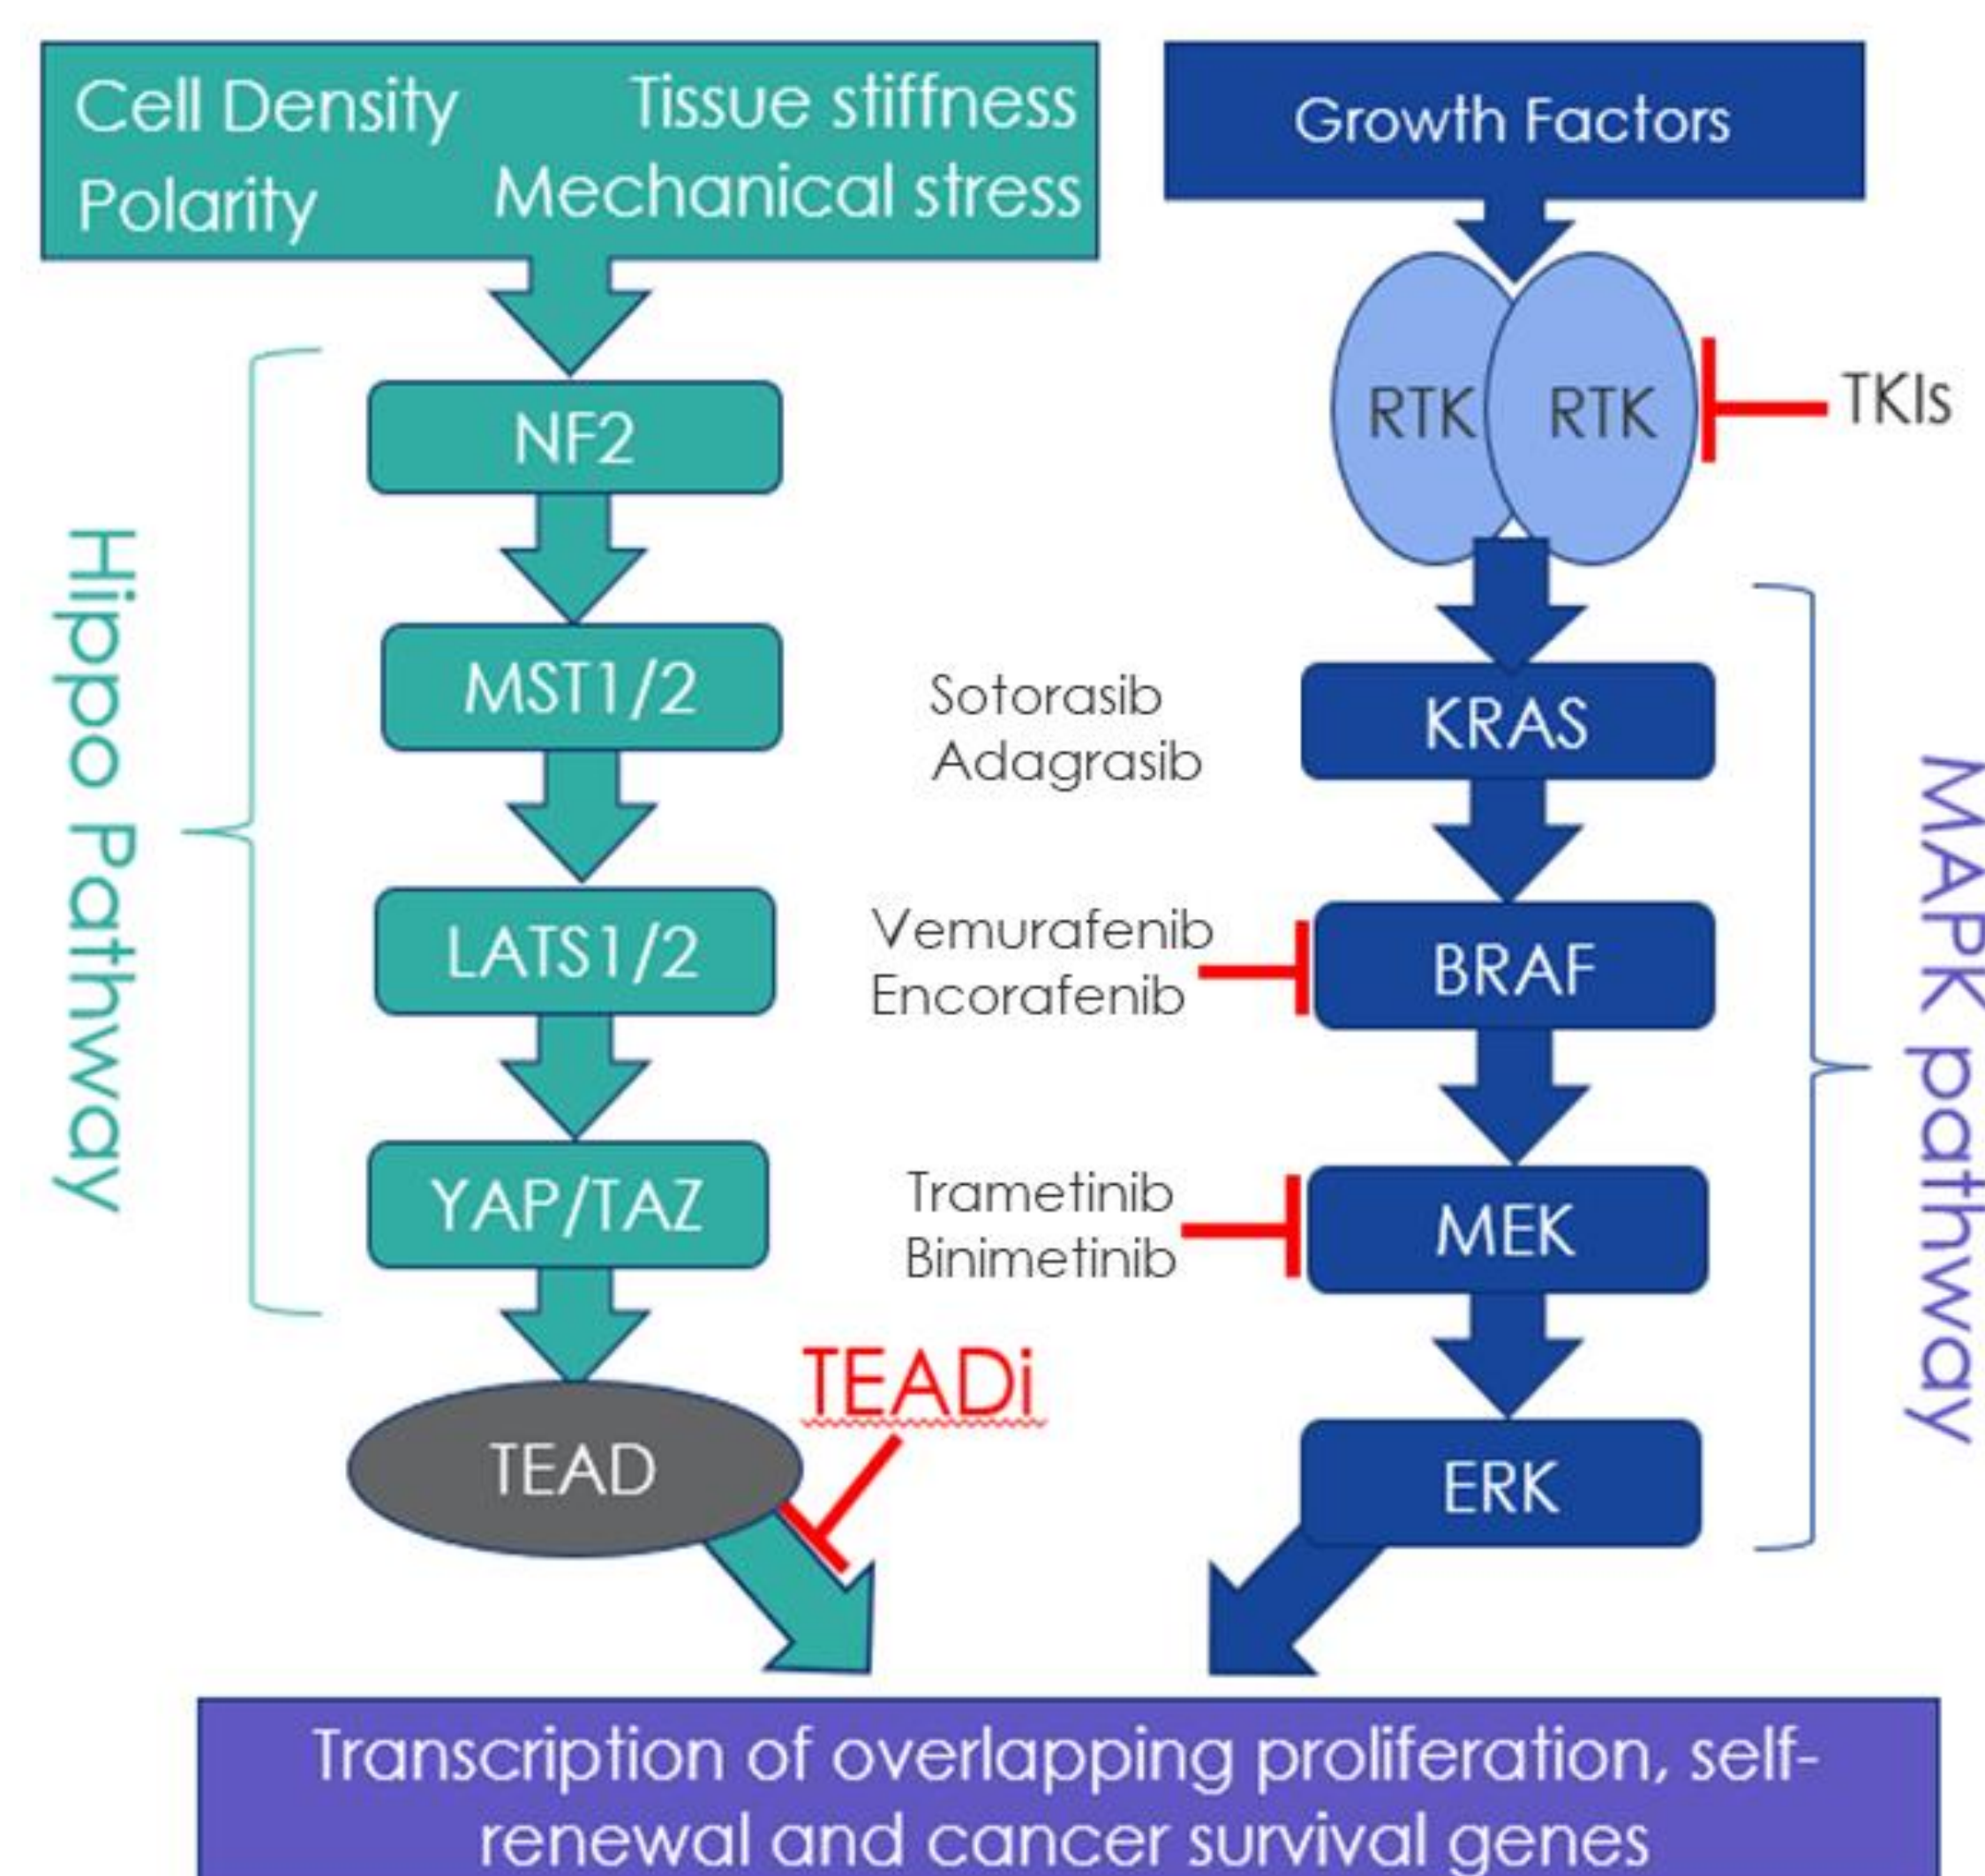 Cell Density
Tissue stiffness
Polarity
Mechanical stress
Growth Factors
RTK
RTK
TKIs
NF2
MST1/2
LATS1/2
YAP/TAZ
TEAD
TEADi
Hippo Pathway
Sotorasib
Adagrasib
KRAS
Vemurafenib
Encorafenib
BRAF
Trametinib
Binimetinib
MEK
ERK
MAPK pathway
Transcription of overlapping proliferation, self-
renewal and cancer survival genes